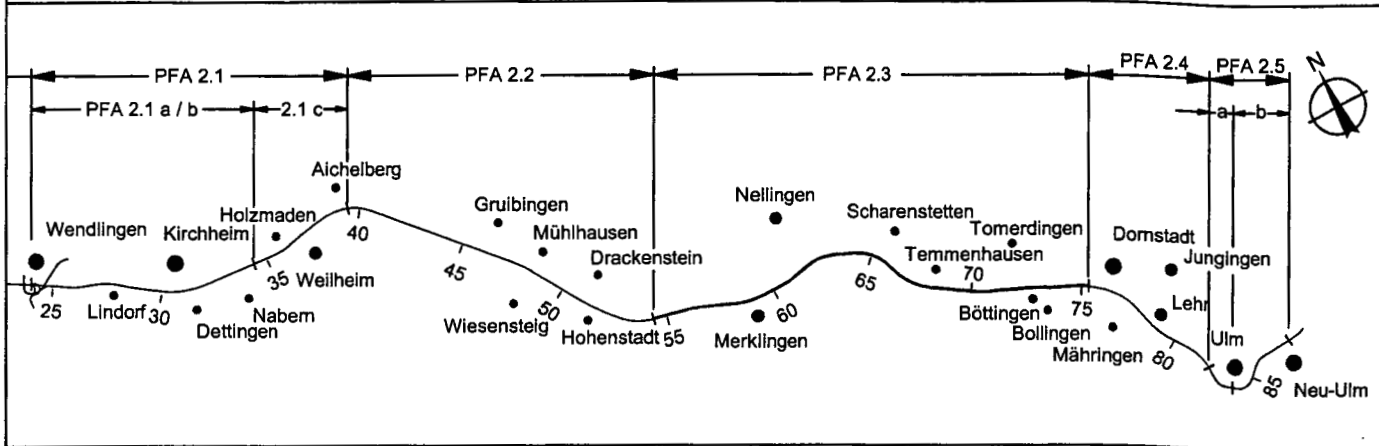 PFA 2.1
PFA 2.2
PFA 2.3
PFA 2.4
PFA 2.5
N
PFA 2.1 a / b
2.1 c
a
b
Aichelberg
Wendlingen
Holzmaden
Kirchheim
40
Gruibingen
Mühlhausen
Drackenstein
Nellingen
Scharenstetten
Tomerdingen
Dornstadt
Jungingen
35
Weilheim
45
65
Temmenhausen
70
25
Lindorf
30
Nabern
Dettingen
Wiesensteig
50
Hohenstadt
55
60
Merklingen
75
Böttingen
Bollingen
Mähringen
Lehr
80
Ulm
85
Neu-Ulm